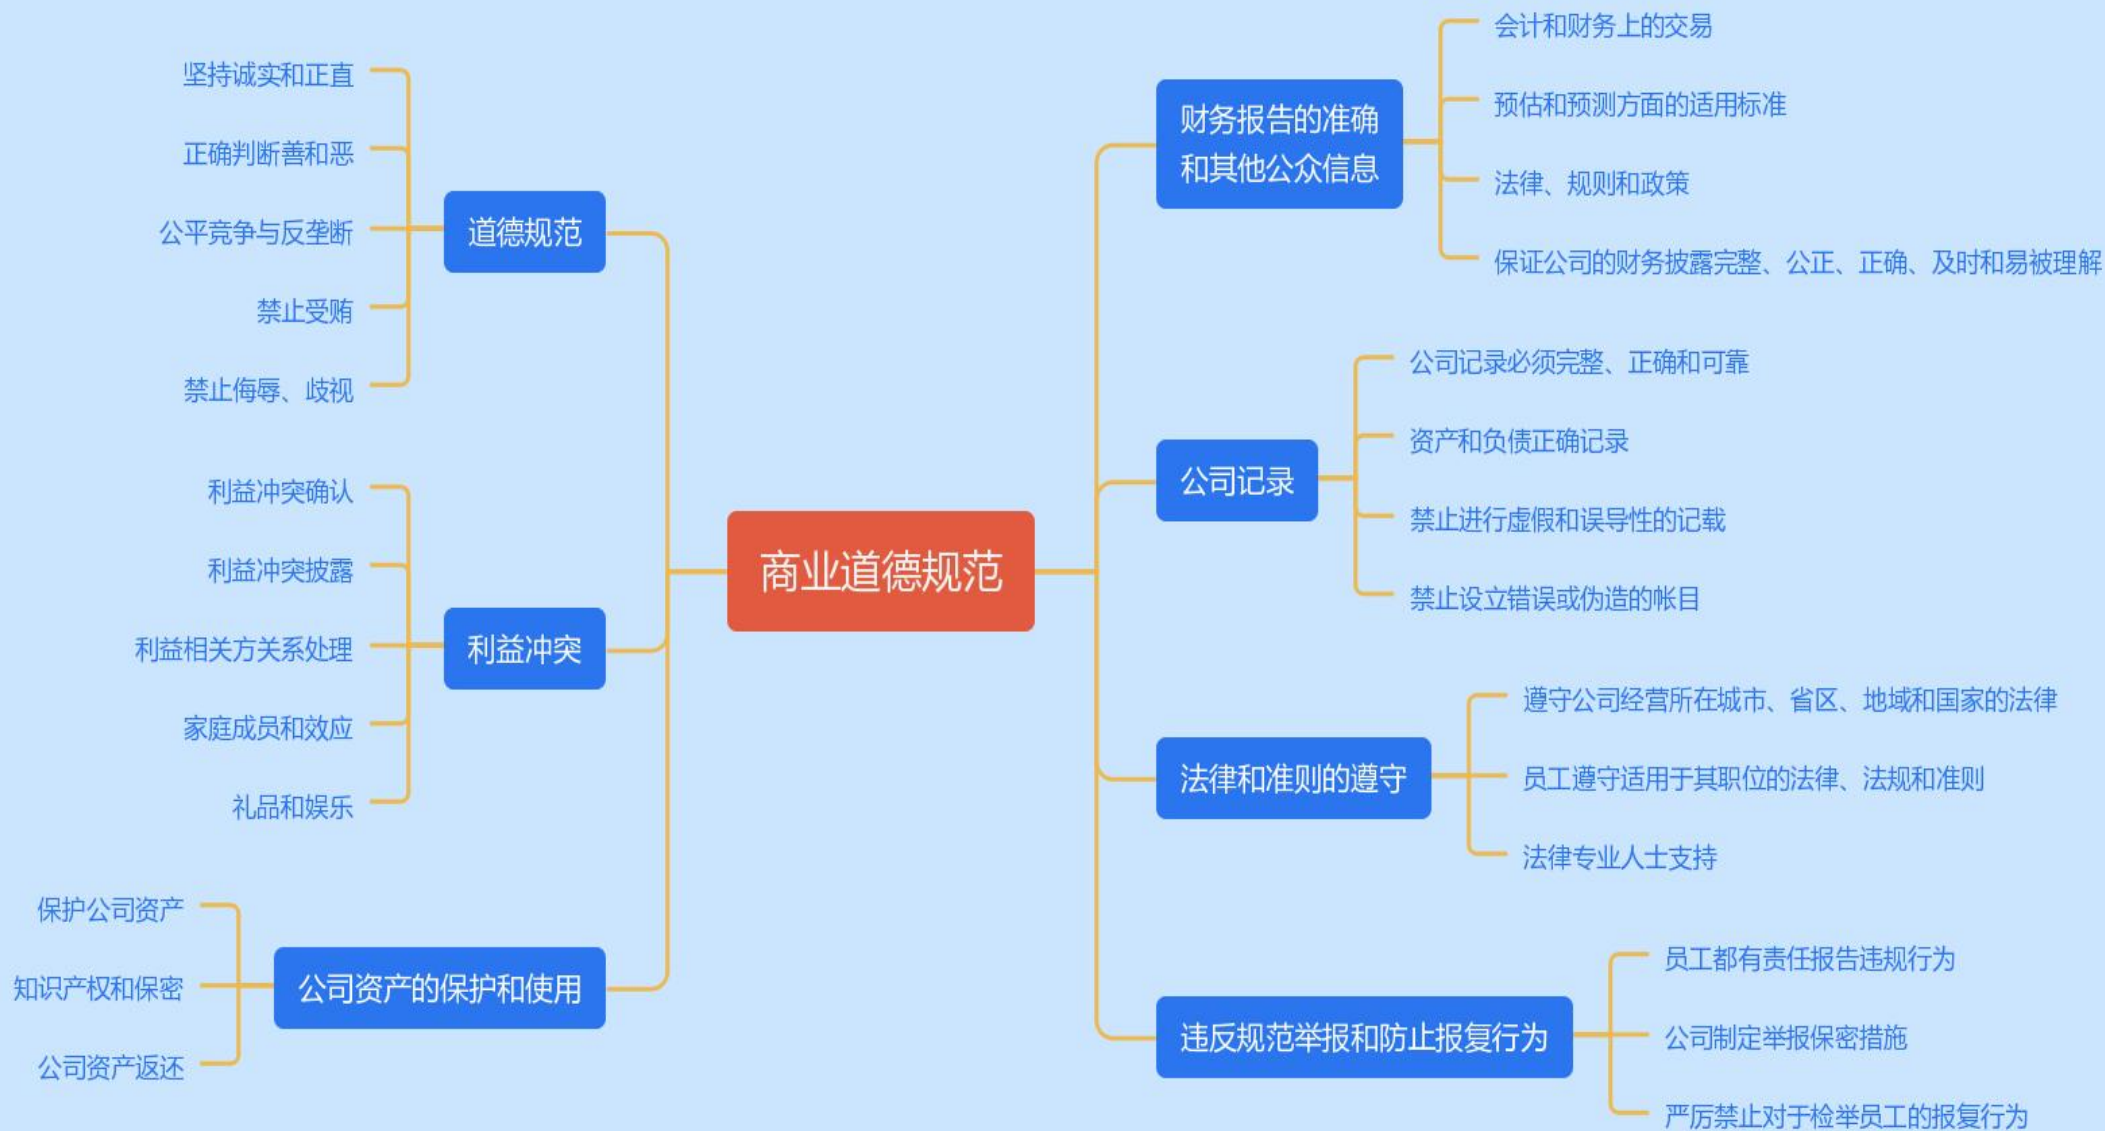 商业道德规范
道德规范
坚持诚实和正直
正确判断善和恶
公平竞争与反垄断
禁止受贿
禁止侮辱、歧视
利益冲突
利益冲突确认
利益冲突披露
利益相关方关系处理
家庭成员和效应
礼品和娱乐
公司资产的保护和使用
保护公司资产
知识产权和保密
公司资产返还
财务报告的准确
和其他公众信息
会计和财务上的交易
预估和预测方面的适用标准
法律、规则和政策
保证公司的财务披露完整、公正、正确、及时和易被理解
公司记录
公司记录必须完整、正确和可靠
资产和负债正确记录
禁止进行虚假和误导性的记载
禁止设立错误或伪造的帐目
法律和准则的遵守
遵守公司经营所在城市、省区、地域和国家的法律
员工遵守适用于其职位的法律、法规和准则
法律专业人士支持
违反规范举报和防止报复行为
员工都有责任报告违规行为
公司制定举报保密措施
严厉禁止对于检举员工的报复行为